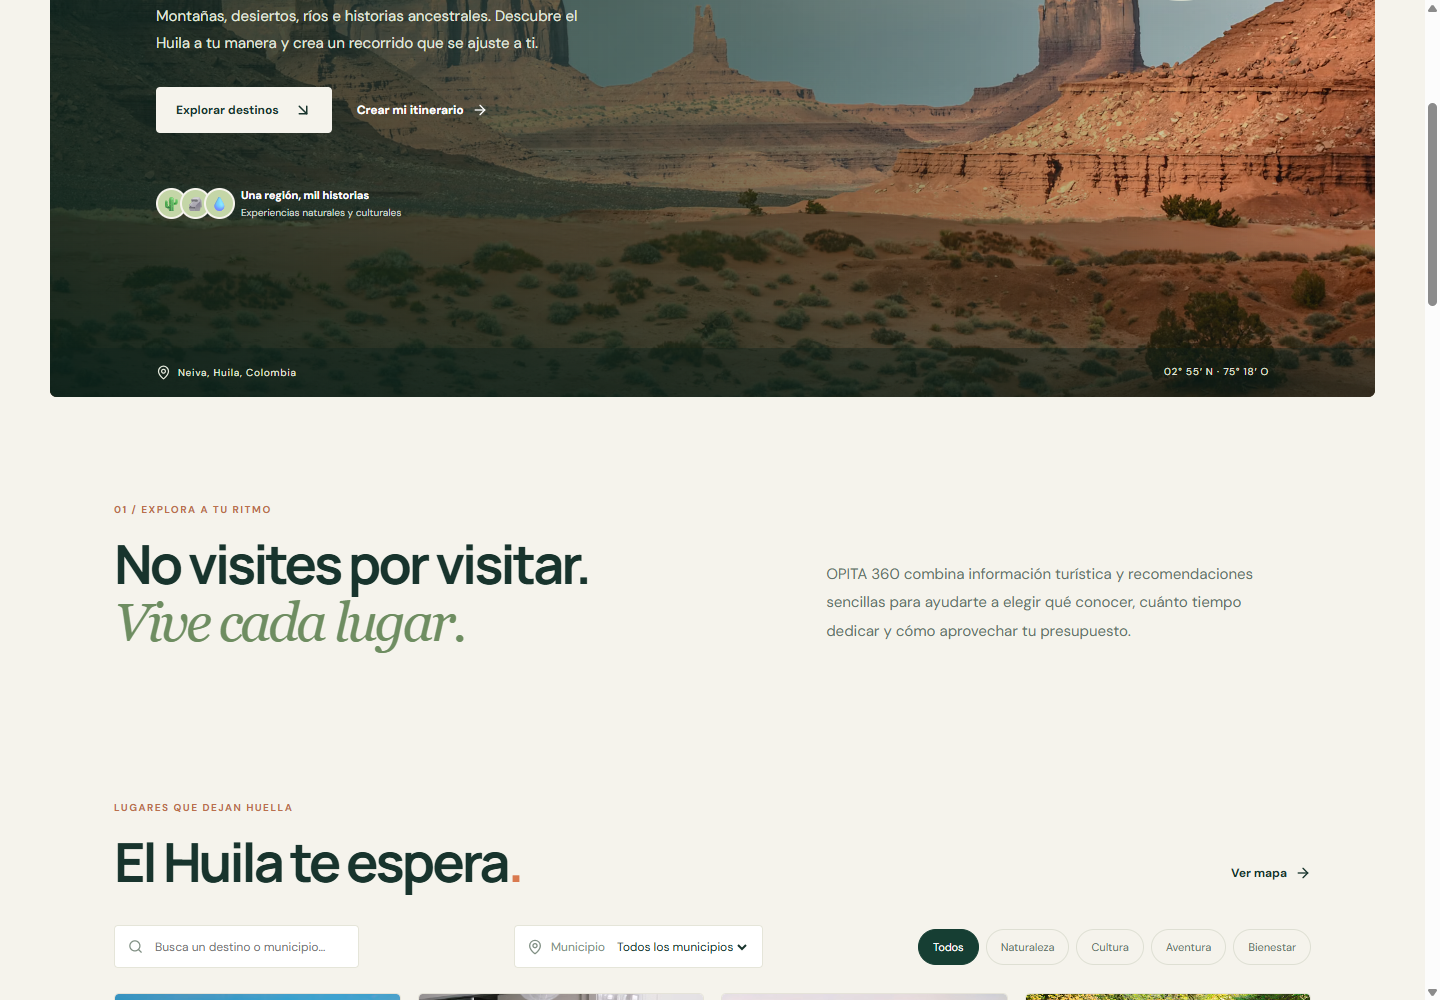 Montañas, desiertos, ríos e historias ancestrales. Descubre el
Huila a tu manera y crea un recorrido que se ajuste a ti.
Explorar destinos
Crear mi itinerario
Una región, mil historias
Experiencias naturales y culturales
Neiva, Huila, Colombia
02° 55' N · 75° 18' O
01 / EXPLORA A TU RITMO
No visites por visitar.
Vive cada lugar.
OPITA 360 combina información turística y recomendaciones
sencillas para ayudarte a elegir qué conocer, cuánto tiempo
dedicar y cómo aprovechar tu presupuesto.
LUGARES QUE DEJAN HUELLA
El Huila te espera.
Ver mapa
Busca un destino o municipio...
Municipio Todos los municipios
Todos
Naturaleza
Cultura
Aventura
Bienestar